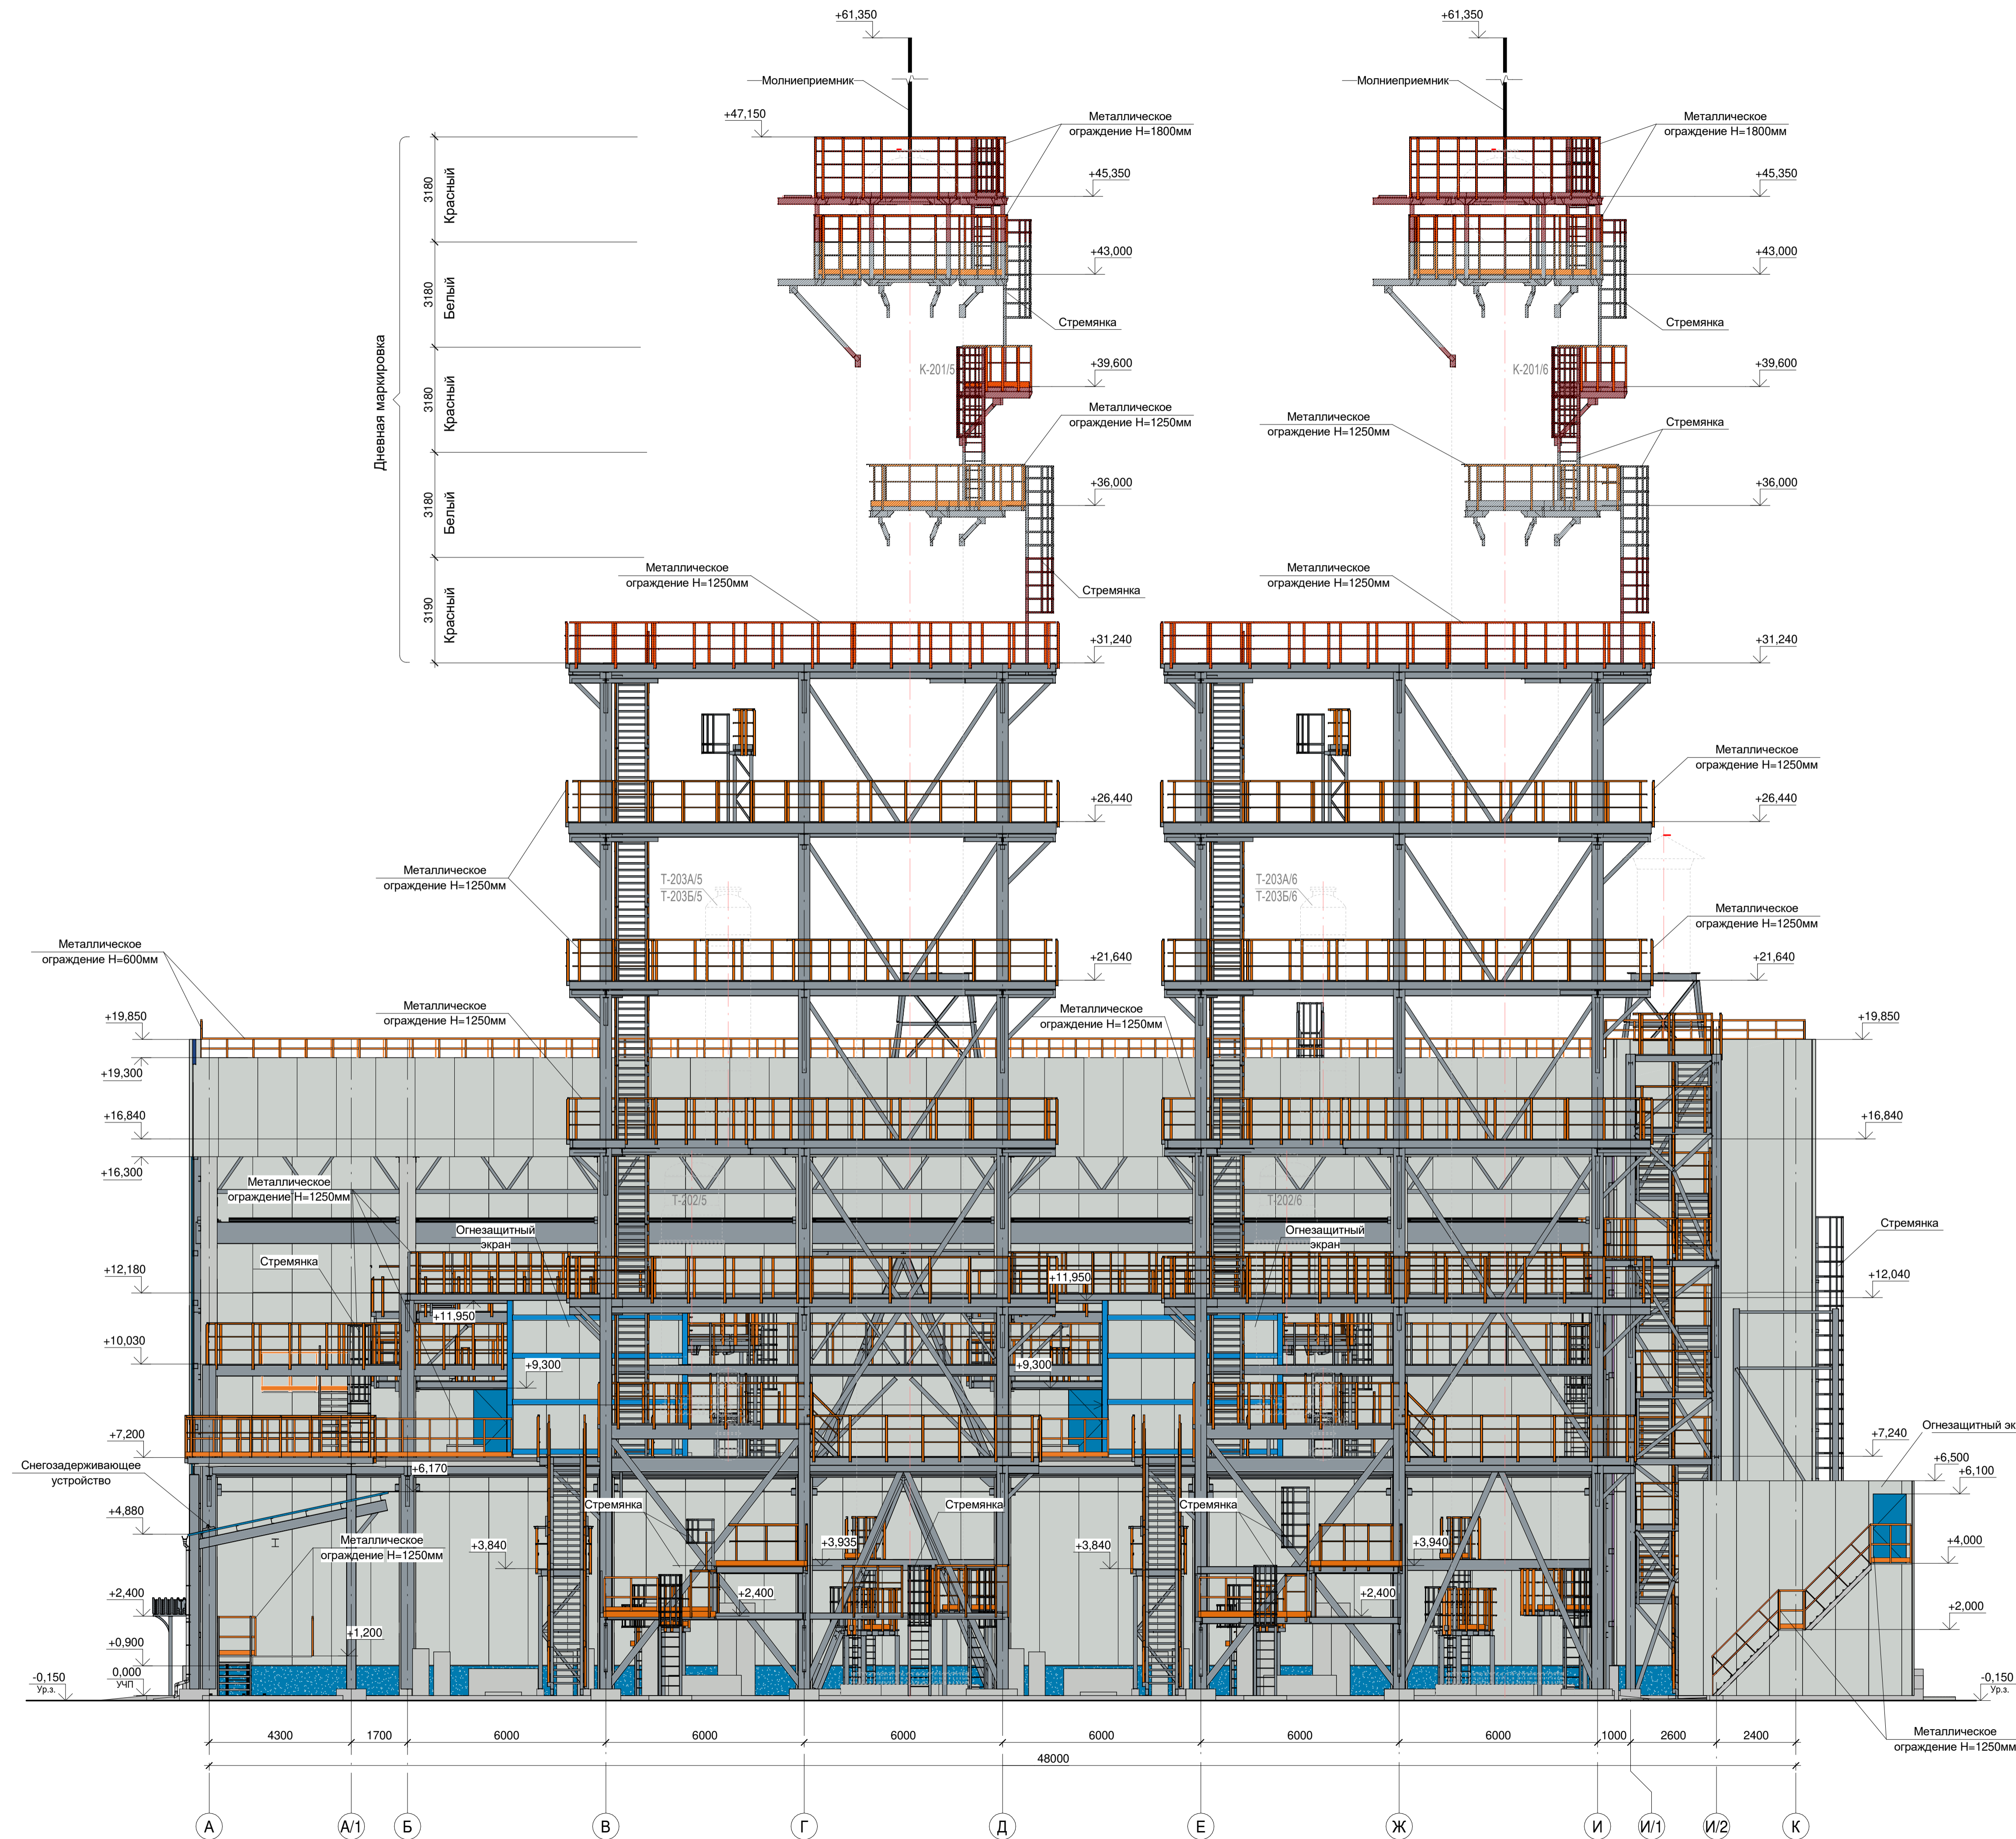 +61,350
+61,350
Молниеприемник
Молниеприемник
+47,150
Металлическое
ограждение Н=1800мм
Металлическое
ограждение Н=1800мм
+45,350
+45,350
3180
Красный
+43,000
+43,000
3180
Белый
Стремянка
Стремянка
Дневная маркировка
К-201/5
К-201/6
+39,600
+39,600
3180
Красный
Металлическое
ограждение Н=1250мм
Металлическое
ограждение Н=1250мм
Стремянка
+36,000
+36,000
3180
Белый
Металлическое
ограждение Н=1250мм
Металлическое
ограждение Н=1250мм
Стремянка
3190
Красный
+31,240
+31,240
Металлическое
ограждение Н=1250мм
+26,440
+26,440
Металлическое
ограждение Н=1250мм
Т-203А/5
Т-203Б/5
Т-203А/6
Т-203Б/6
Металлическое
ограждение Н=1250мм
Металлическое
ограждение Н=600мм
+21,640
+21,640
Металлическое
ограждение Н=1250мм
Металлическое
ограждение Н=1250мм
+19,850
+19,850
+19,300
+16,840
+16,840
+16,300
Металлическое
ограждение Н=1250мм
Т-202/5
Т-202/6
Огнезащитный
экран
Огнезащитный
экран
Стремянка
Стремянка
+12,180
+11,950
+11,950
+12,040
+10,030
+9,300
+9,300
+7,200
+7,240
Огнезащитный эк
Снегозадерживающее
устройство
+6,170
+6,500
+6,100
Стремянка
Стремянка
Стремянка
+4,880
Металлическое
ограждение Н=1250мм
+3,840
+3,935
+3,840
+3,940
+4,000
+2,400
+2,400
+2,400
+2,000
+1,200
+0,900
0,000
УЧП
-0,150
Ур.з.
-0,150
Ур.з.
4300
1700
6000
6000
6000
6000
6000
6000
1000
2600
2400
Металлическое
ограждение Н=1250мм
48000
А
А/1
Б
В
Г
Д
Е
Ж
И
И/1
И/2
К